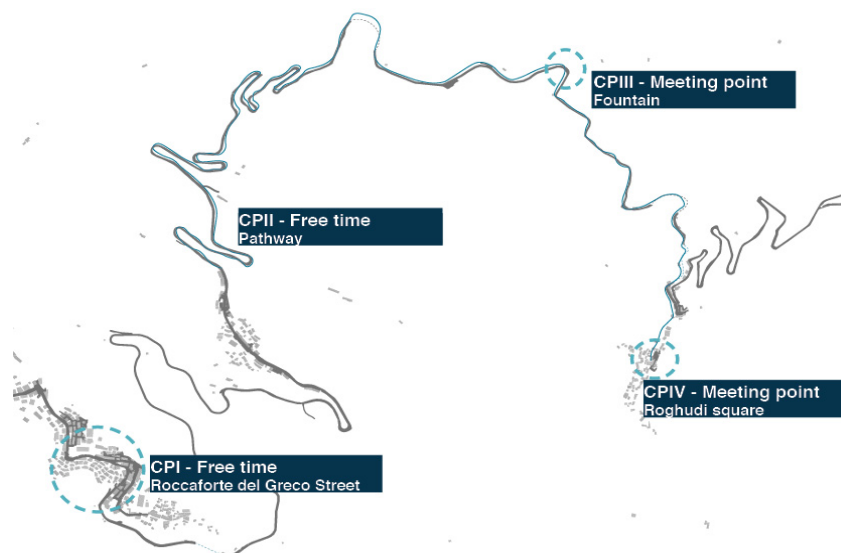 CPIII - Meeting point
Fountain
CPII - Free time
Pathway
CPIV - Meeting point
Roghudi square
CPI - Free time
Roccaforte del Greco Street